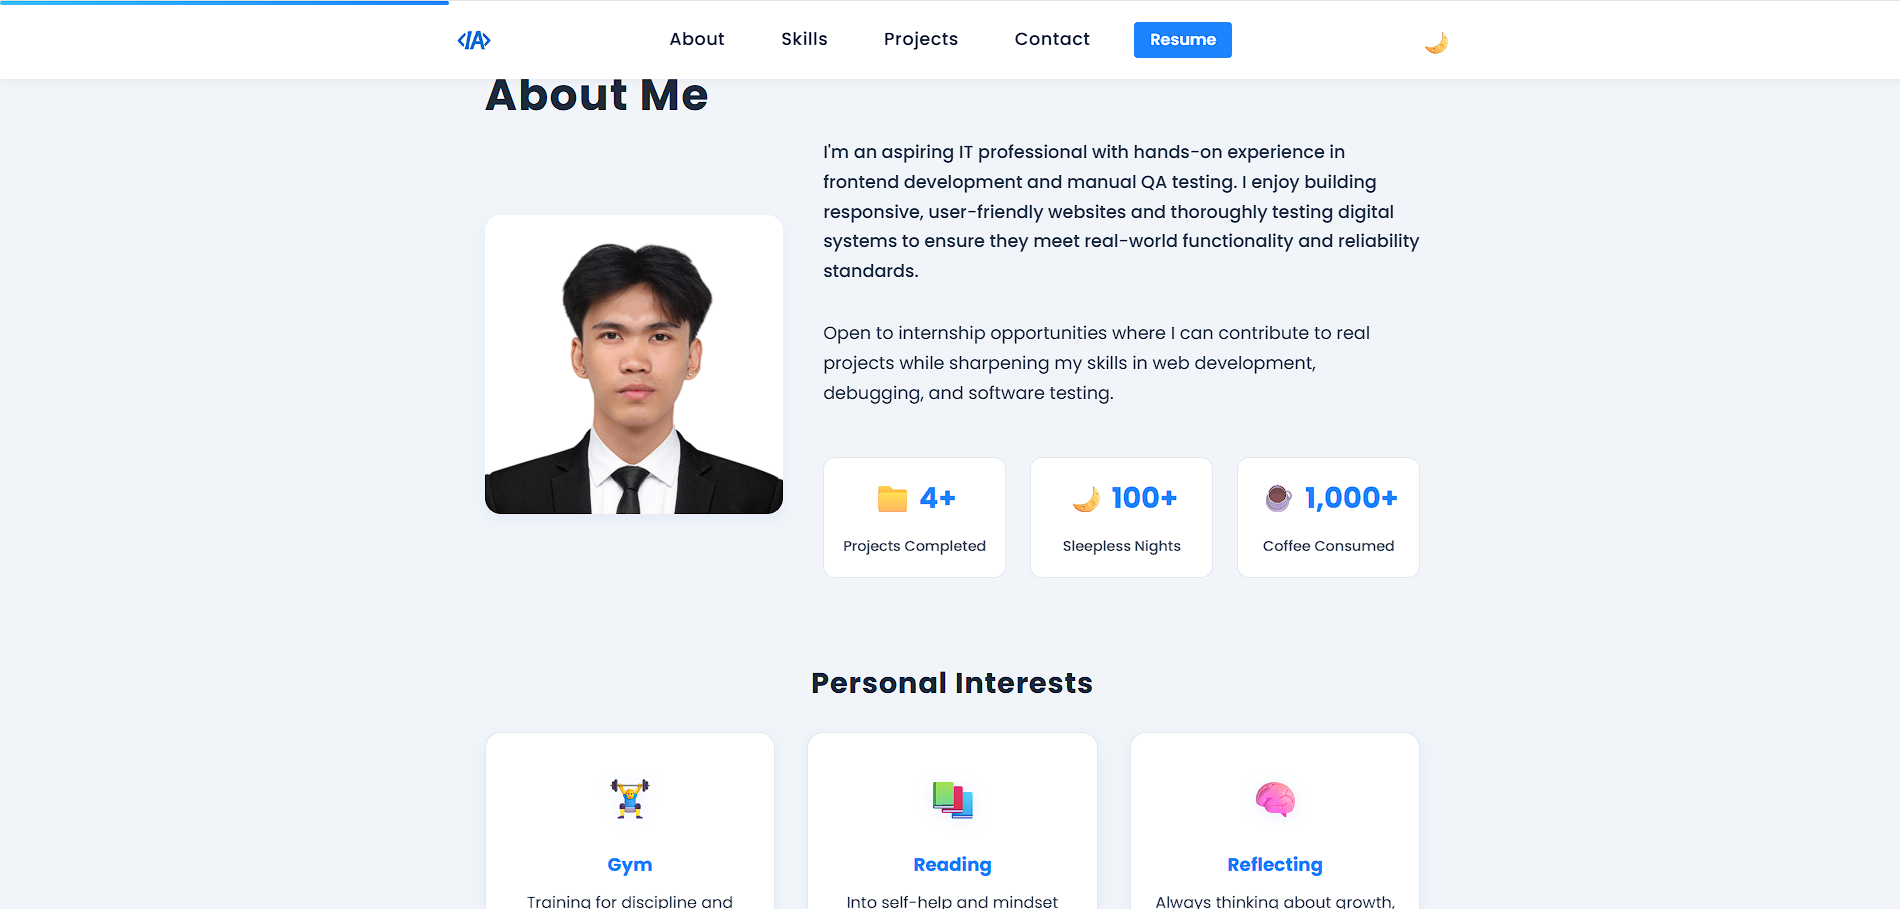 </IA>
About
Skills
Projects
Contact
Resume
About Me
I'm an aspiring IT professional with hands-on experience in
frontend development and manual QA testing. I enjoy building
responsive, user-friendly websites and thoroughly testing digital
systems to ensure they meet real-world functionality and reliability
standards.
Open to internship opportunities where I can contribute to real
projects while sharpening my skills in web development,
debugging, and software testing.
4+
Projects Completed
100+
Sleepless Nights
1,000+
Coffee Consumed
Personal Interests
Gym
Training for discipline and
Reading
Into self-help and mindset
Reflecting
Always thinking about growth,